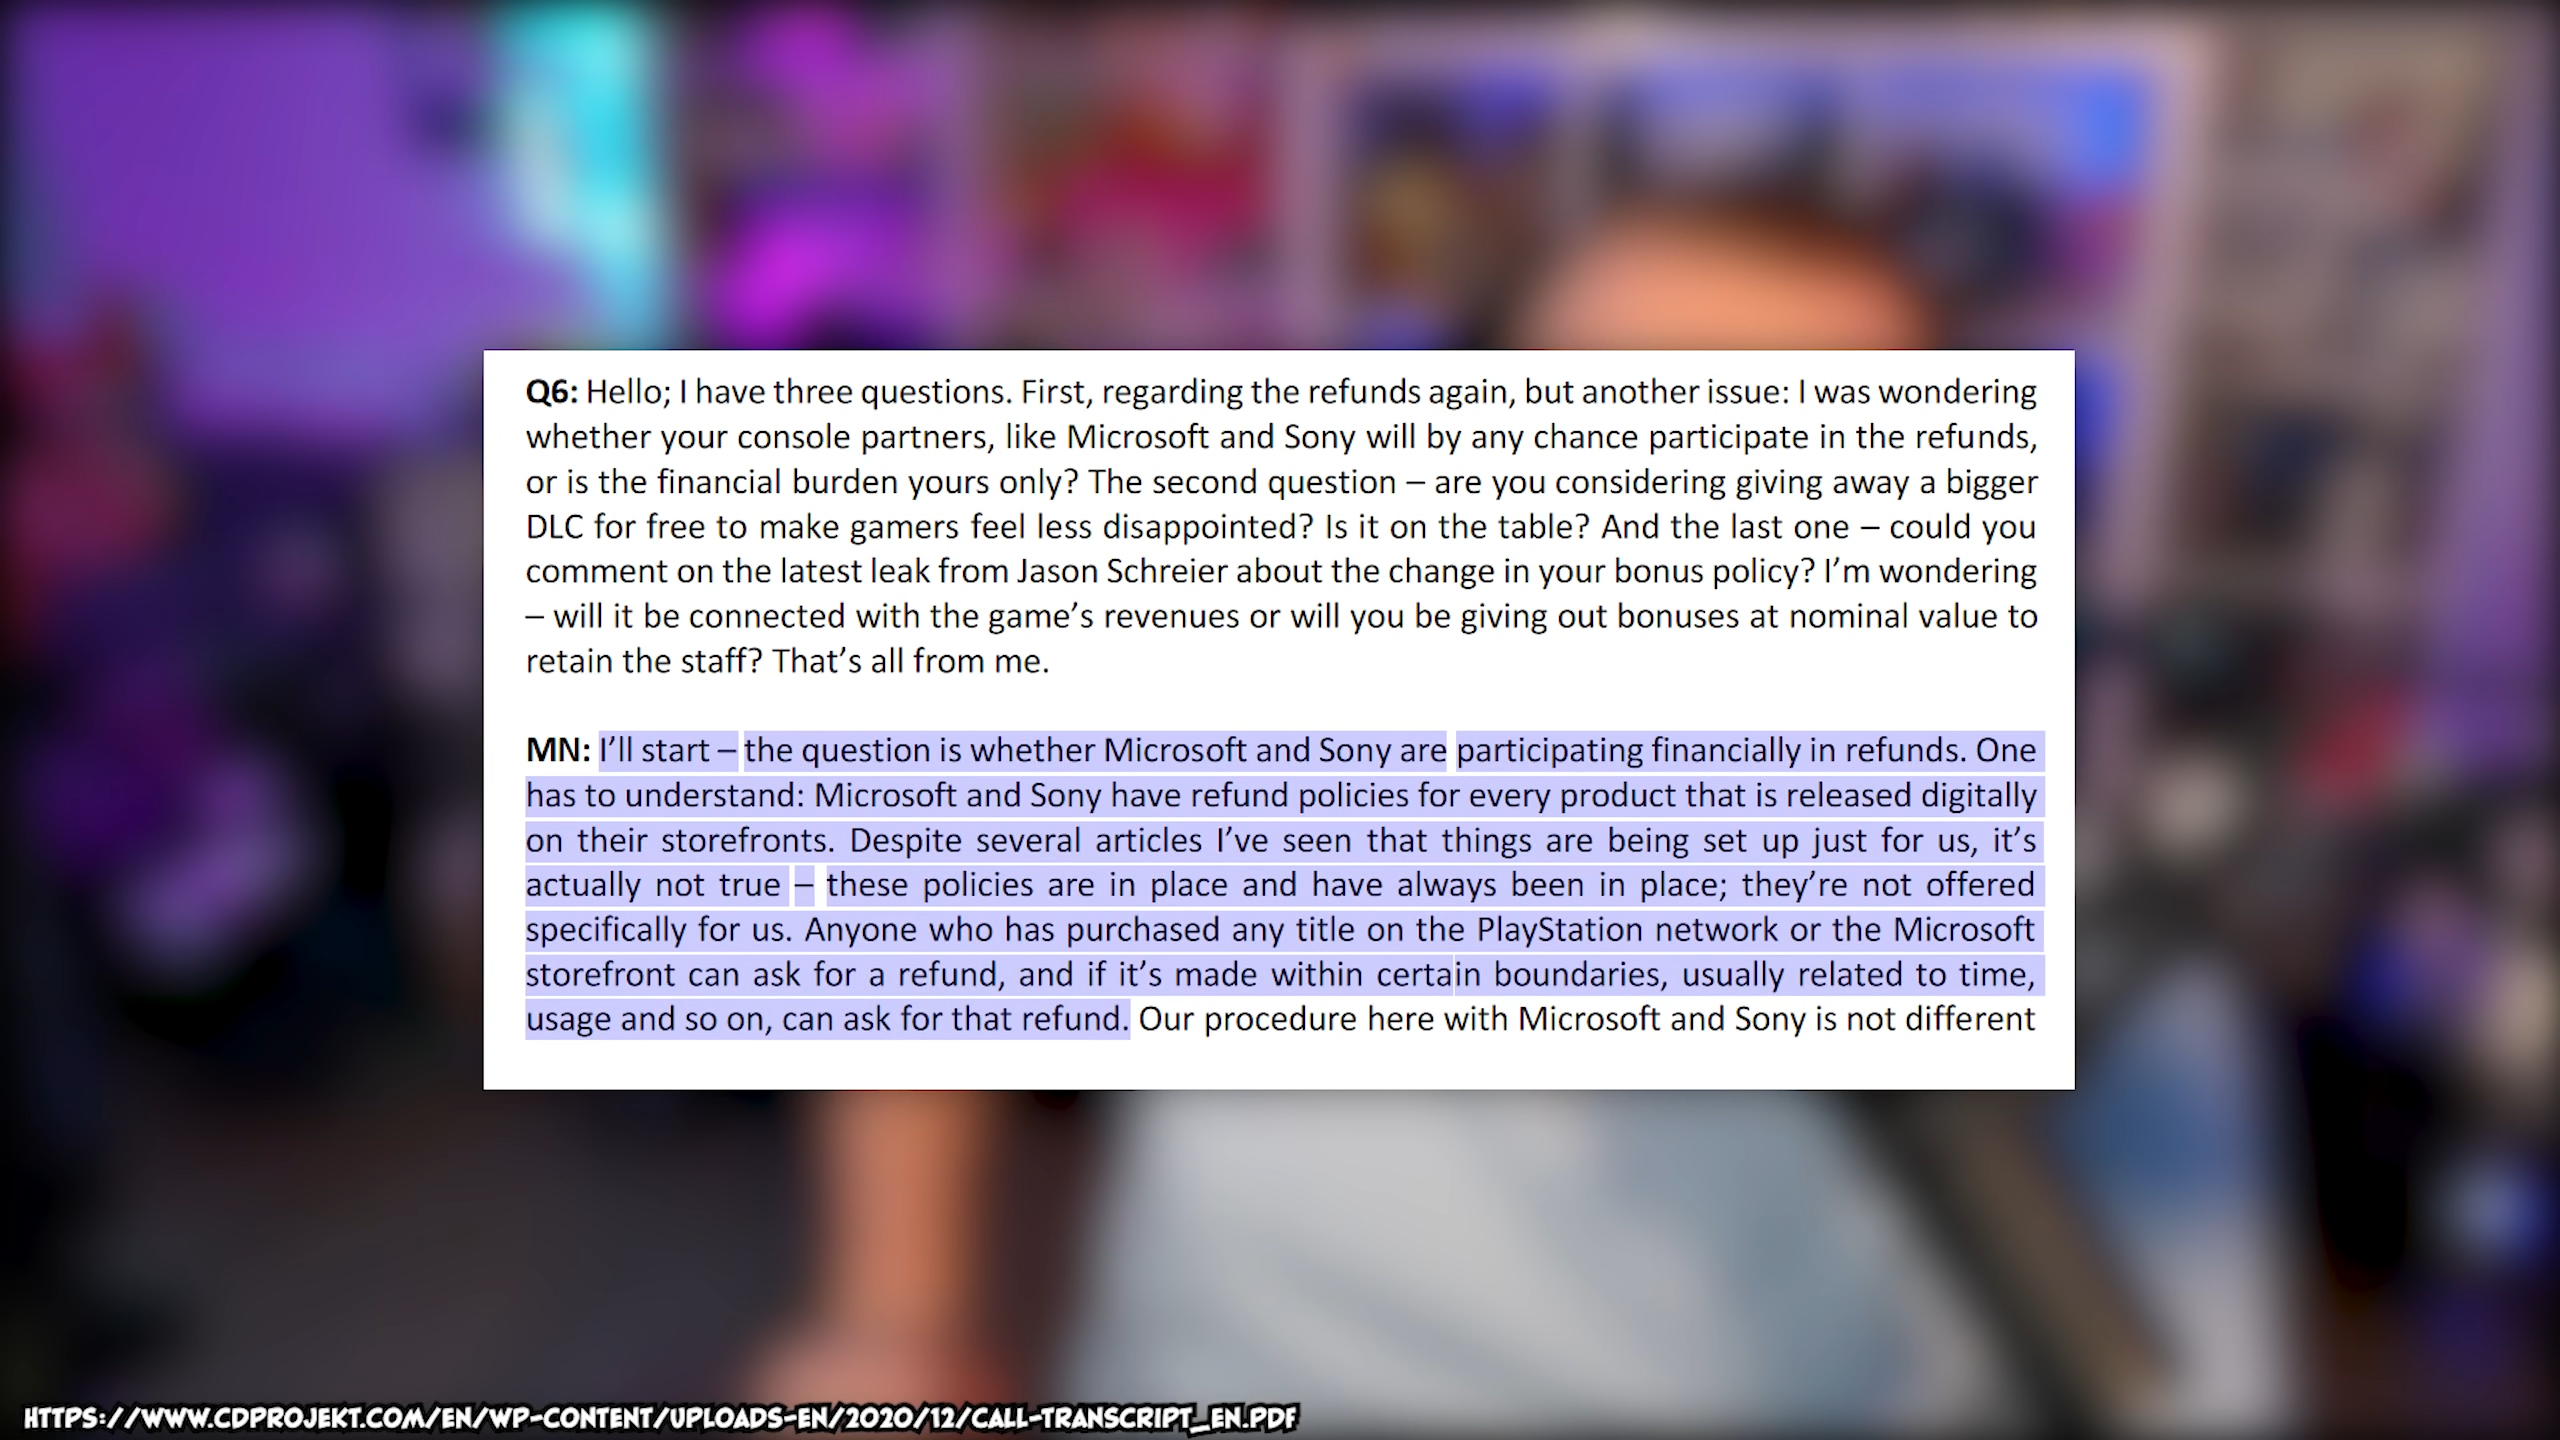 Q6: Hello; I have three questions. First, regarding the refunds again, but another issue: I was wondering
whether your console partners, like Microsoft and Sony will by any chance participate in the refunds,
or is the financial burden yours only? The second question – are you considering giving away a bigger
DLC for free to make gamers feel less disappointed? Is it on the table? And the last one – could you
comment on the latest leak from Jason Schreier about the change in your bonus policy? I’m wondering
– will it be connected with the game’s revenues or will you be giving out bonuses at nominal value to
retain the staff? That’s all from me.
MN: I’ll start – the question is whether Microsoft and Sony are participating financially in refunds. One
has to understand: Microsoft and Sony have refund policies for every product that is released digitally
on their storefronts. Despite several articles I’ve seen that things are being set up just for us, it’s
actually not true – these policies are in place and have always been in place; they’re not offered
specifically for us. Anyone who has purchased any title on the PlayStation network or the Microsoft
storefront can ask for a refund, and if it’s made within certain boundaries, usually related to time,
usage and so on, can ask for that refund. Our procedure here with Microsoft and Sony is not different
HTTPS://WWW.CDPROJEKT.COM/EN/WP-CONTENT/UPLOADS-EN/2020/12/CALL-TRANSCRIPT_EN.PDF